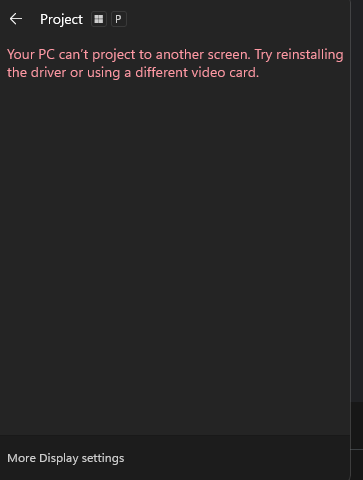 Project P
Your PC can't project to another screen. Try reinstalling
the driver or using a different video card.
More Display settings